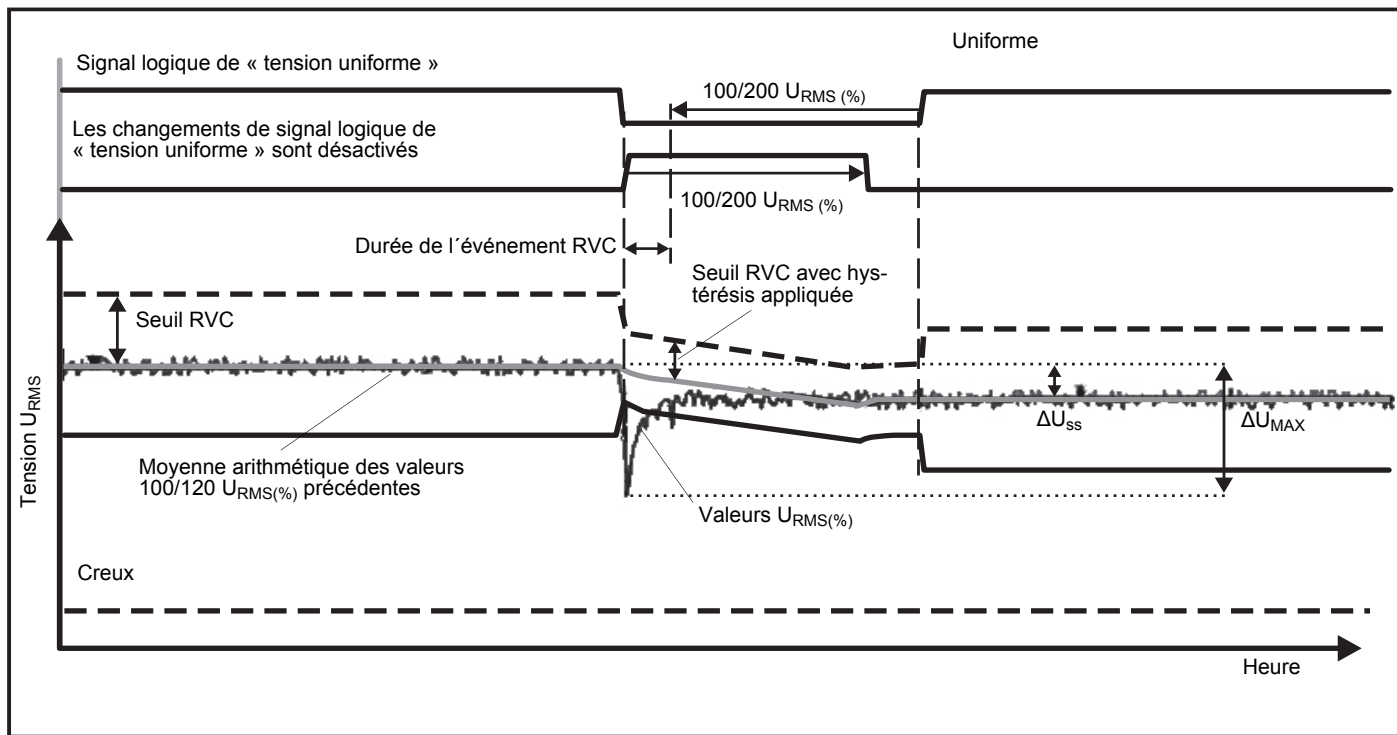 Uniforme
Signal logique de « tension uniforme »
100/200 U RMS (%)
Les changements de signal logique de
« tension uniforme » sont désactivés
100/200 U RMS (%)
Durée de l´événement RVC
Seuil RVC avec hys-
térésis appliquée
Seuil RVC
ΔUss
ΔUMAX
Moyenne arithmétique des valeurs
100/120 URMS(%) précédentes
Valeurs URMS(%)
Tension URMS
Creux
Heure